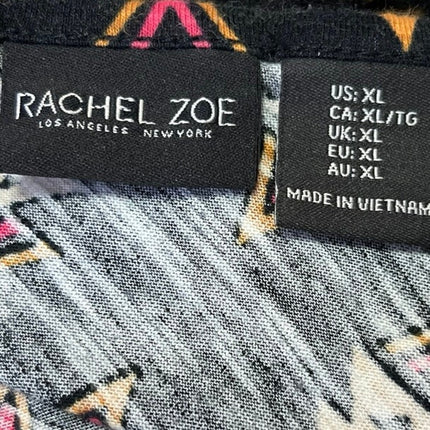 RACHEL ZOE
LOS ANGELES NEW YORK
US: XL
CA: XL/TG
UK: XL
EU: XL
AU: XL
MADE IN VIETNAM